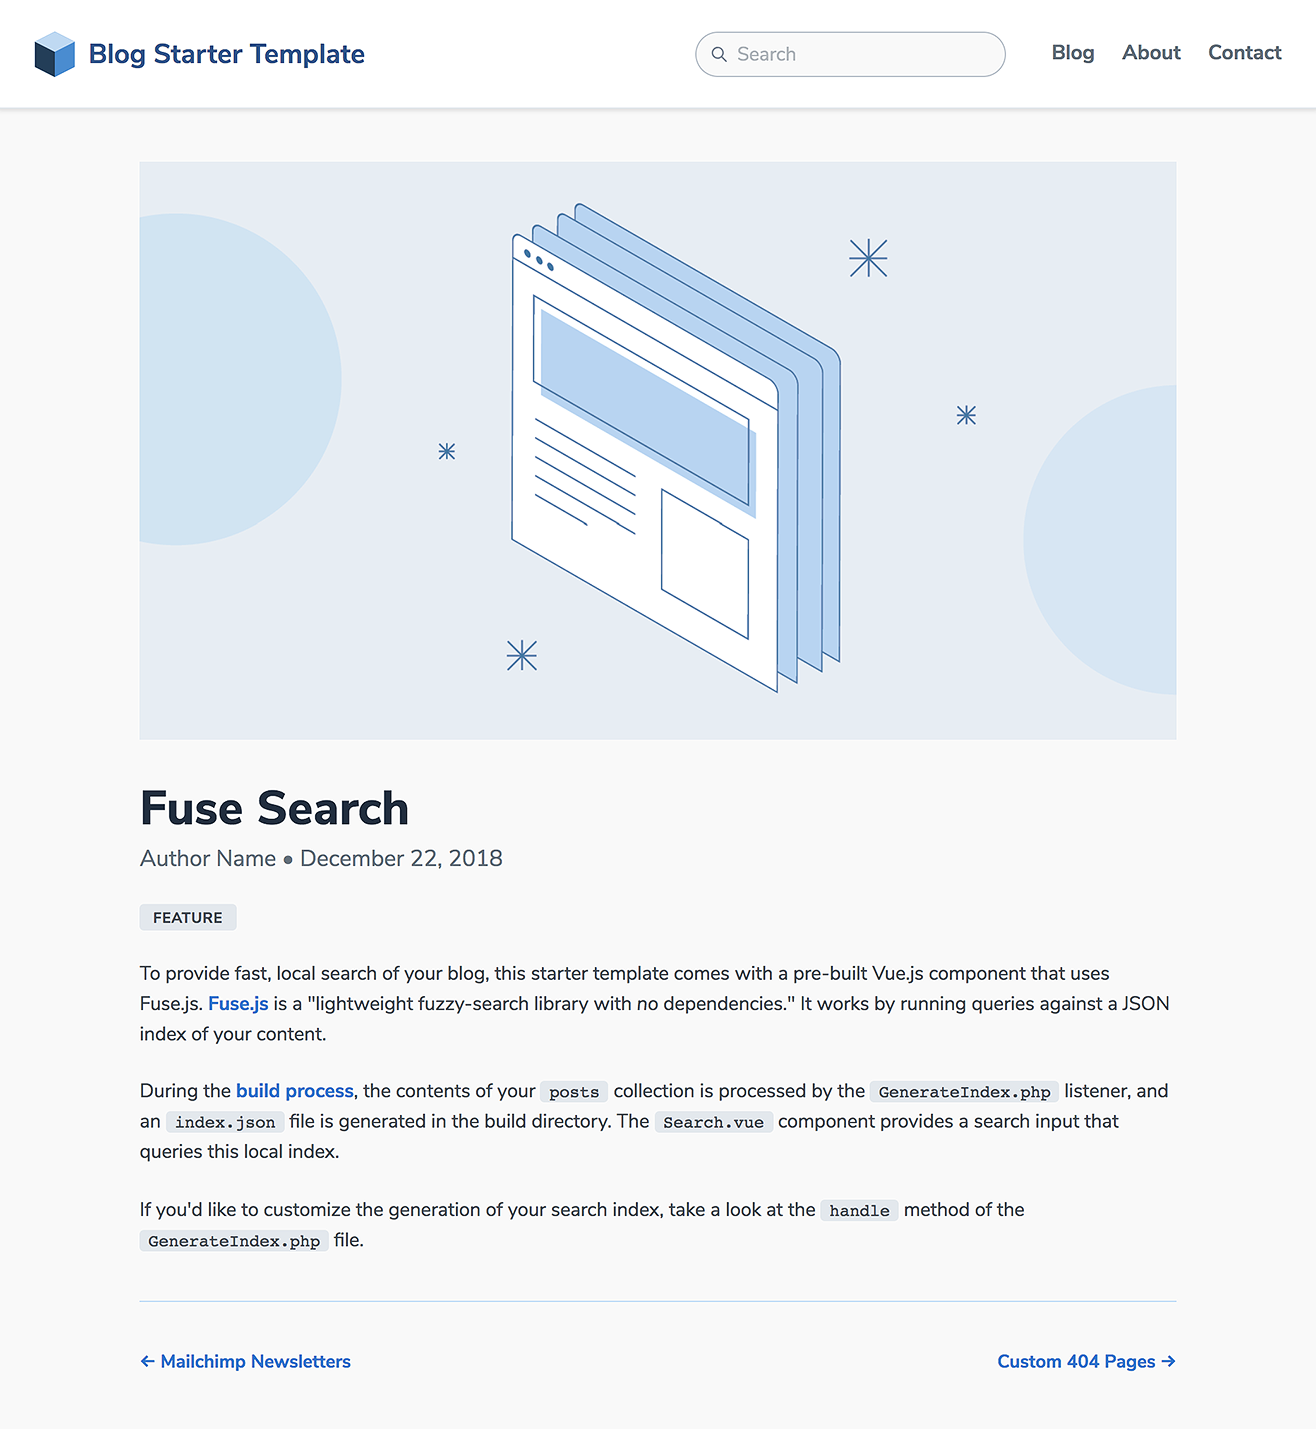 Blog Starter Template
Search
Blog About Contact
Fuse Search
Author Name • December 22, 2018
FEATURE
To provide fast, local search of your blog, this starter template comes with a pre-built Vue.js component that uses
Fuse.js. Fuse.js is a "lightweight fuzzy-search library with no dependencies." It works by running queries against a JSON
index of your content.
During the build process, the contents of your posts collection is processed by the GenerateIndex.php listener, and
an index.json file is generated in the build directory. The Search.vue component provides a search input that
queries this local index.
If you'd like to customize the generation of your search index, take a look at the handle method of the
GenerateIndex.php file.
← Mailchimp Newsletters
Custom 404 Pages →